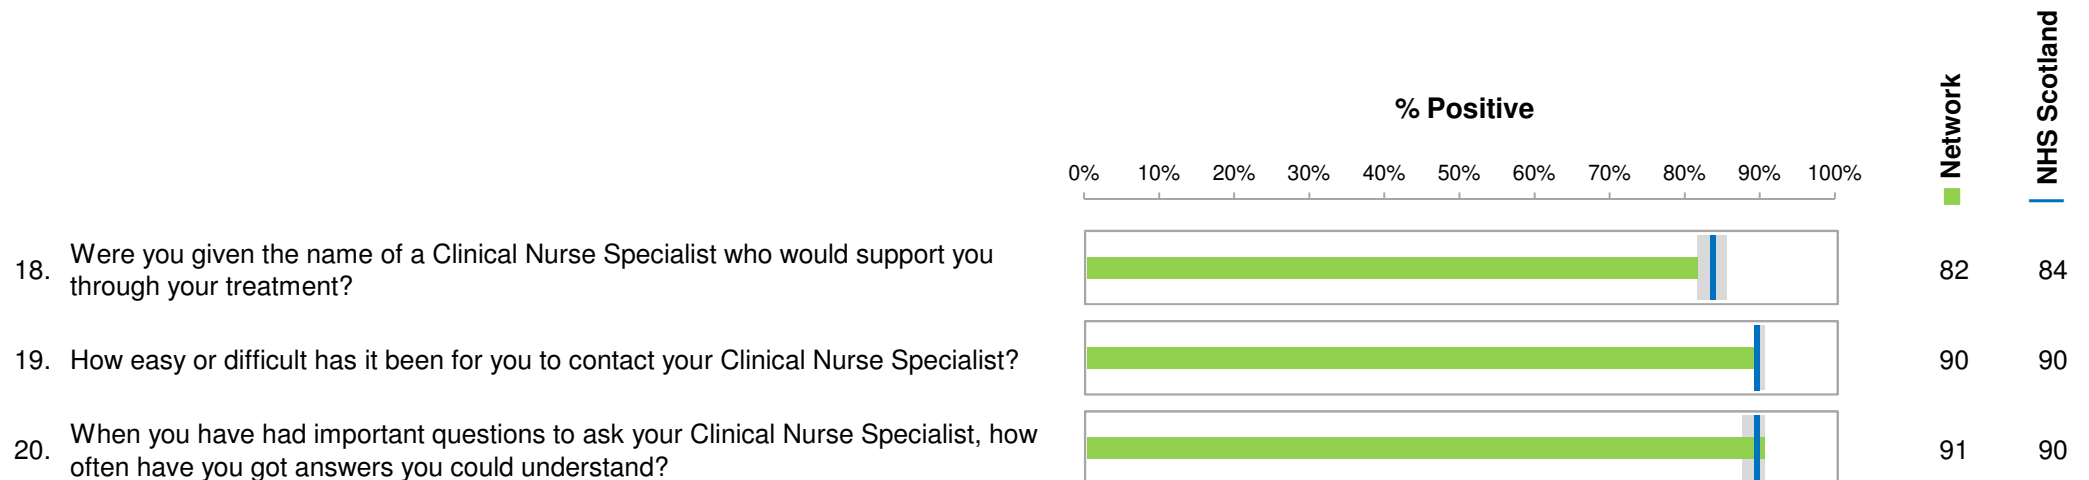 % Positive
Network
NHS Scotland
0% 10% 20% 30% 40% 50% 60% 70% 80% 90% 100%
18. Were you given the name of a Clinical Nurse Specialist who would support you
through your treatment?
82 84
19. How easy or difficult has it been for you to contact your Clinical Nurse Specialist?
90 90
20. When you have had important questions to ask your Clinical Nurse Specialist, how
often have you got answers you could understand?
91 90